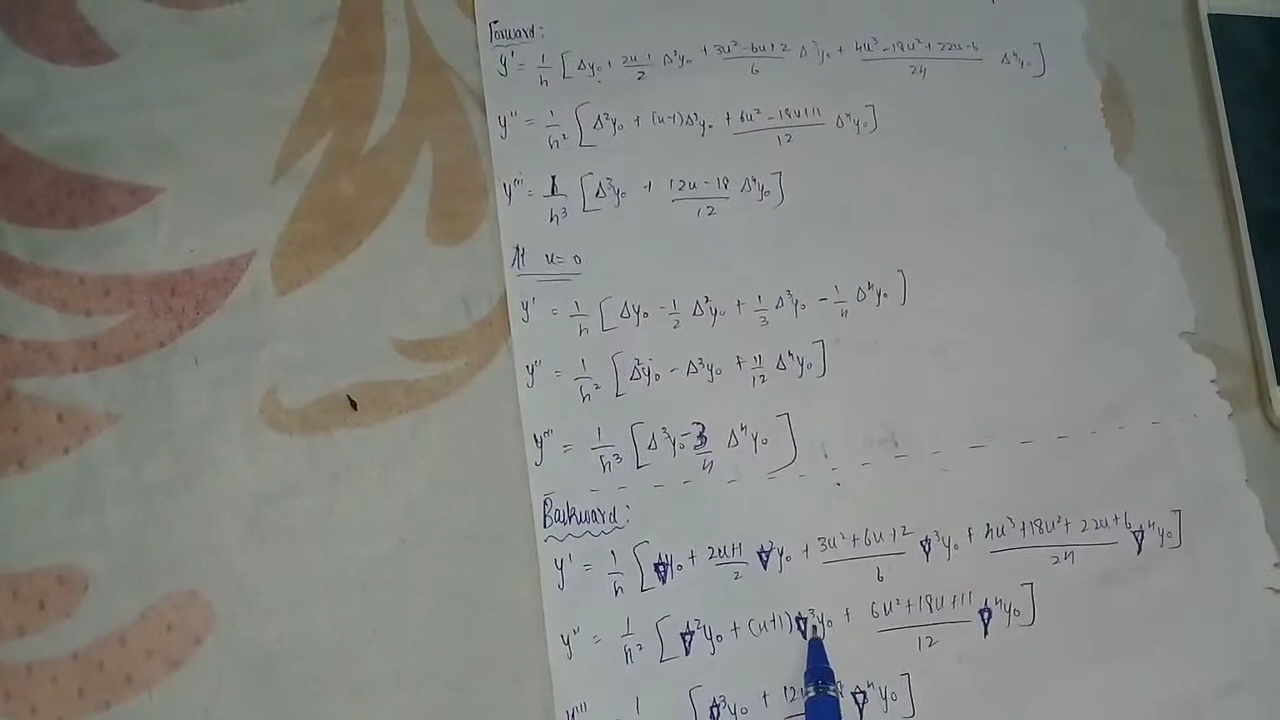 Forward:
y' = 1/h [Δy₀ + 2u+1/2 Δ²y₀ + 3u²-6u+2/6 Δ³y₀ + 4u³-18u²+22u-6/24 Δ⁴y₀]
y'' = 1/h² [Δ²y₀ + (u-1)Δ³y₀ + 6u²-18u+11/12 Δ⁴y₀]
y''' = 1/h³ [Δ³y₀ + 12u-18/12 Δ⁴y₀]
At u=0
y' = 1/h [Δy₀ - 1/2 Δ²y₀ + 1/3 Δ³y₀ - 1/4 Δ⁴y₀]
y'' = 1/h² [Δ²y₀ - Δ³y₀ + 11/12 Δ⁴y₀]
y''' = 1/h³ [Δ³y₀ - 3/4 Δ⁴y₀]
Backward:
y' = 1/h [∇y₀ + 2u+1/2 ∇²y₀ + 3u²+6u+2/6 ∇³y₀ + 4u³+18u²+22u+6/24 ∇⁴y₀]
y'' = 1/h² [∇²y₀ + (u+1)∇³y₀ + 6u²+18u+11/12 ∇⁴y₀]
y''' = 1 [∇³y₀ + 12 ∇⁴y₀]